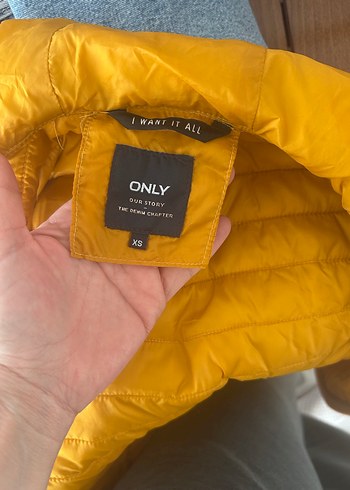 I WANT IT ALL
ONLY
OUR STORY
THE DENIM CHAPTER
XS